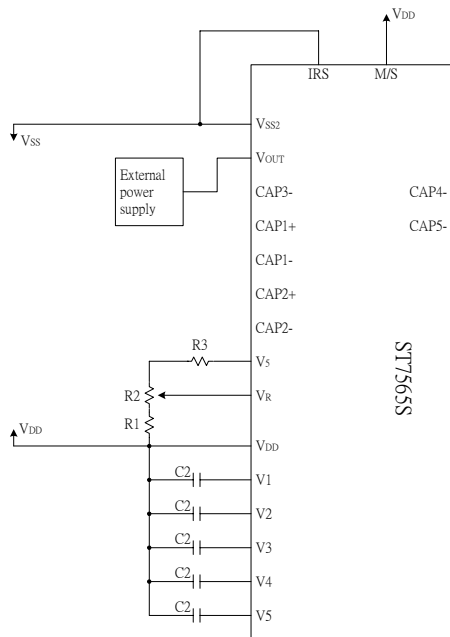 VDD
IRS M/S
VSS2
VSS
VOUT
External
power
supply
CAP3- CAP4-
CAP1+ CAP5-
CAP1-
CAP2+
CAP2-
ST7565S
R3
V5
R2
VR
R1
VDD
VDD
C2
V1
C2
V2
C2
V3
C2
V4
C2
V5